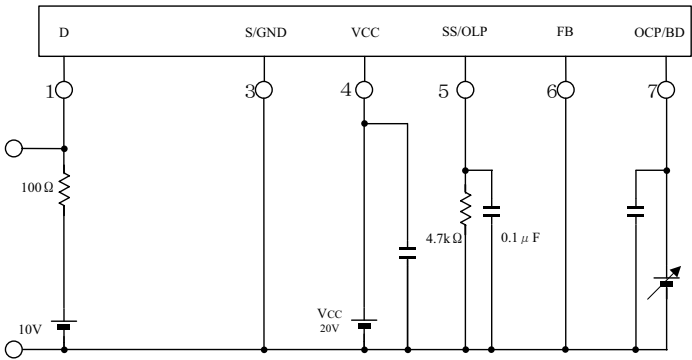 D S/GND VCC SS/OLP FB OCP/BD
1 3 4 5 6 7
100Ω
4.7kΩ 0.1μF
10V
VCC
20V